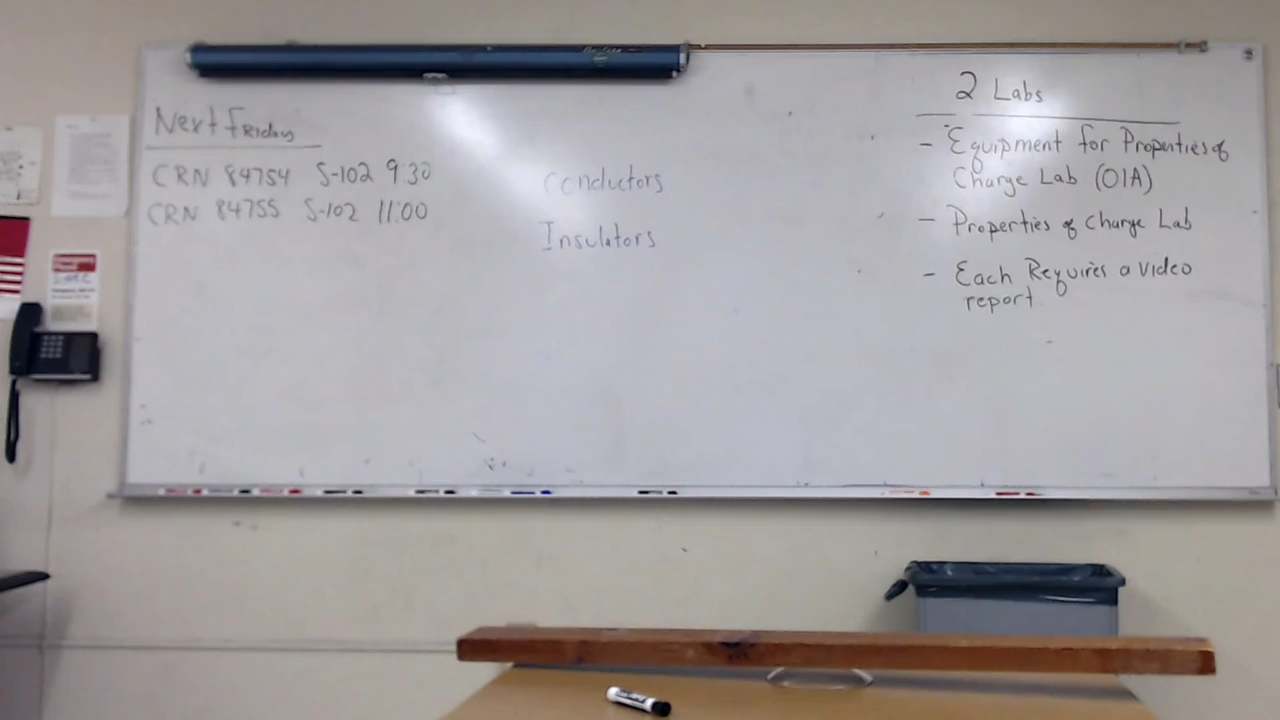 Next Friday
CRN 84754 S-102 9:30
CRN 84755 S-102 11:00
Conductors
Insulators
2 Labs
- Equipment for Properties of
Charge Lab (01A)
- Properties of Charge Lab
- Each Requires a video
report